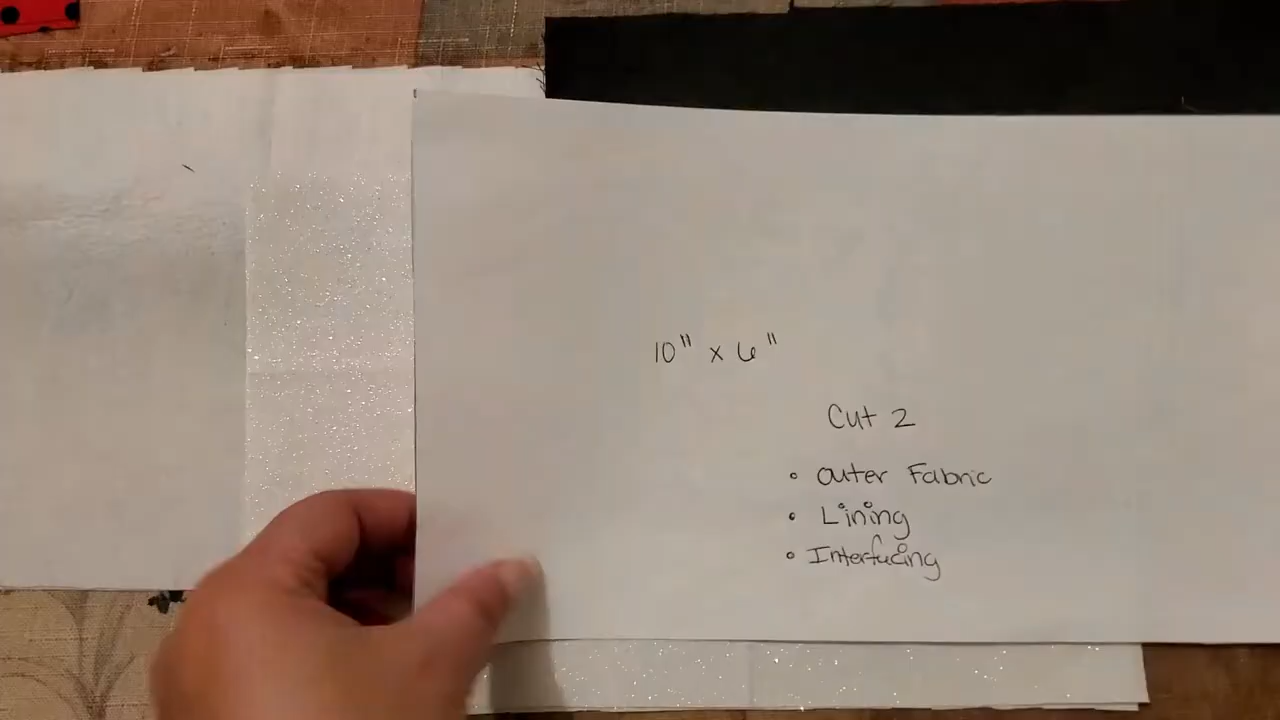 10" x 6"
Cut 2
• Outer Fabric
• Lining
• Interfacing